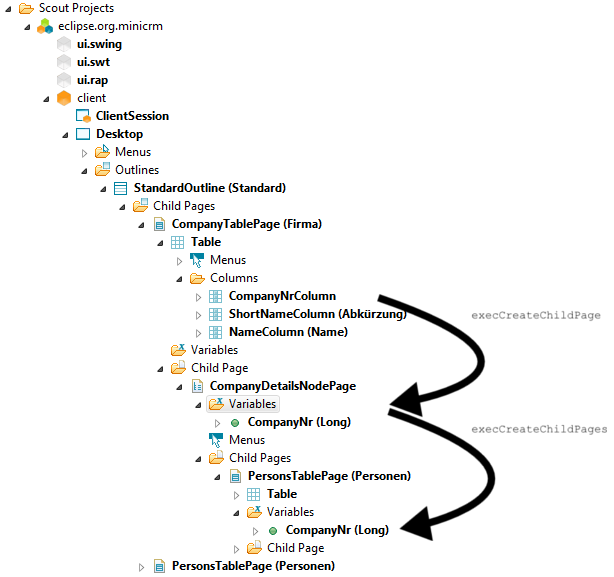 Scout Projects
eclipse.org.minicrm
ui.swing
ui.swt
ui.rap
client
ClientSession
Desktop
Menus
Outlines
StandardOutline (Standard)
Child Pages
CompanyTablePage (Firma)
Table
Menus
Columns
CompanyNrColumn
execCreateChildPage
ShortNameColumn (Abkürzung)
NameColumn (Name)
Variables
Child Page
CompanyDetailsNodePage
Variables
CompanyNr (Long)
execCreateChildPages
Menus
Child Pages
PersonsTablePage (Personen)
Table
Variables
CompanyNr (Long)
Child Page
PersonsTablePage (Personen)